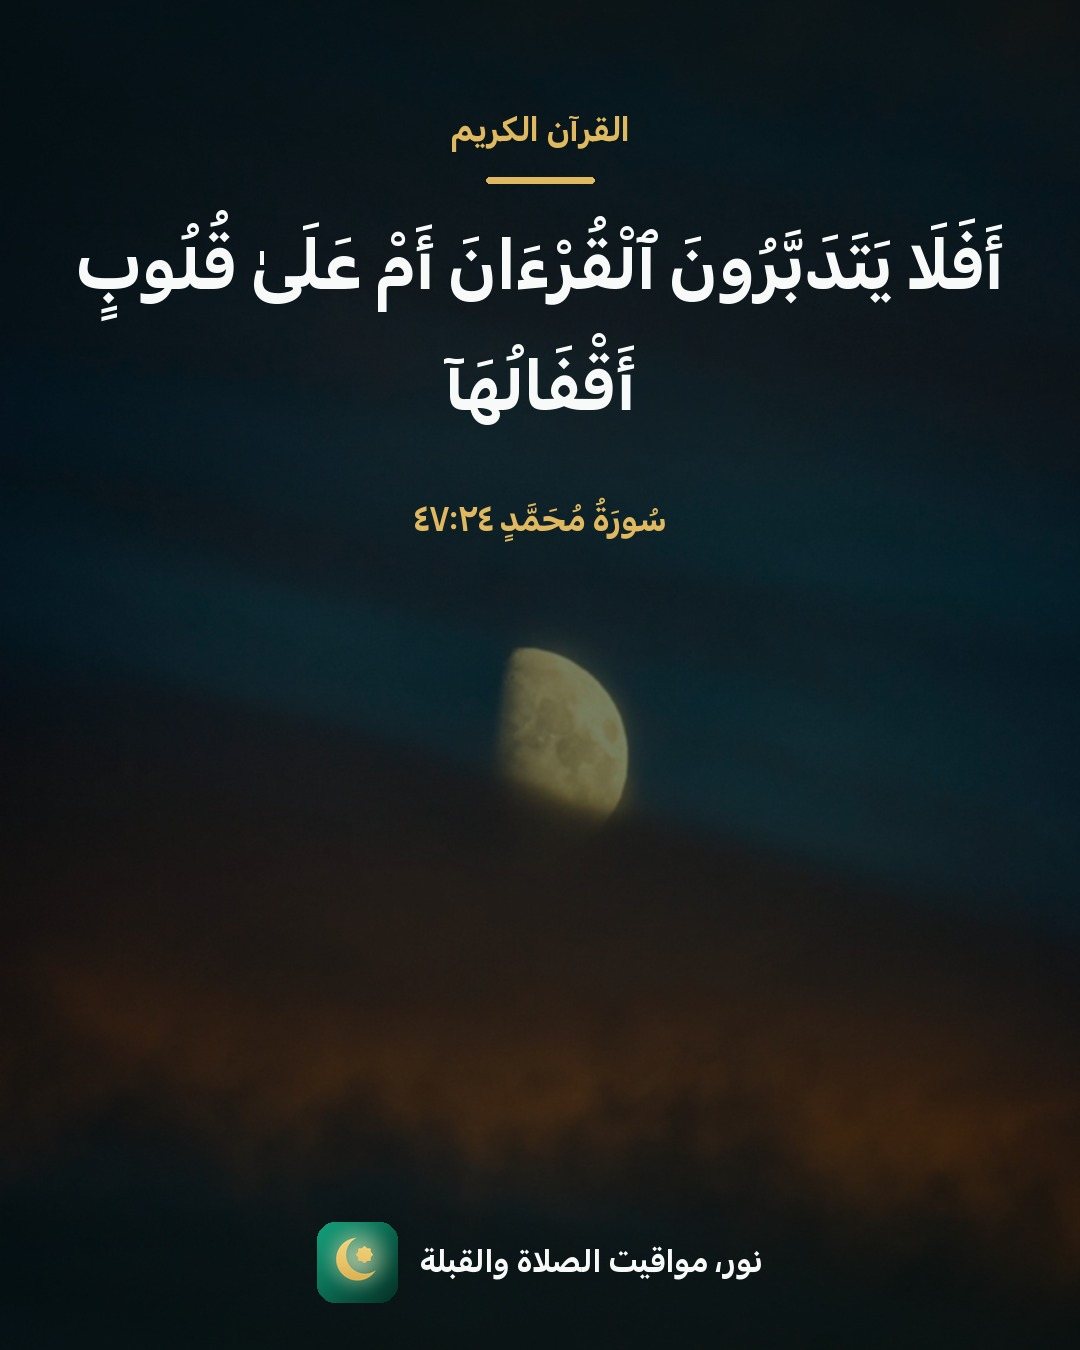 القرآن الكريم
أَفَلَا يَتَدَبَّرُونَ ٱلْقُرْءَانَ أَمْ عَلَىٰ قُلُوبٍ
أَقْفَالُهَآ
سُورَةُ مُحَمَّدٍ ٤٧:٢٤
نور، مواقيت الصلاة والقبلة